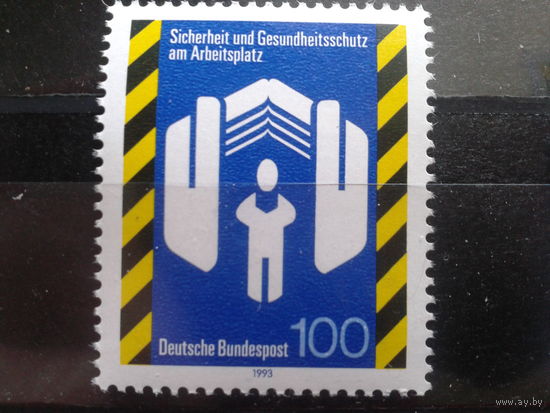 Sicherheit und Gesundheitsschutz
am Arbeitsplatz
Deutsche Bundespost 100
1993
www.ay.by